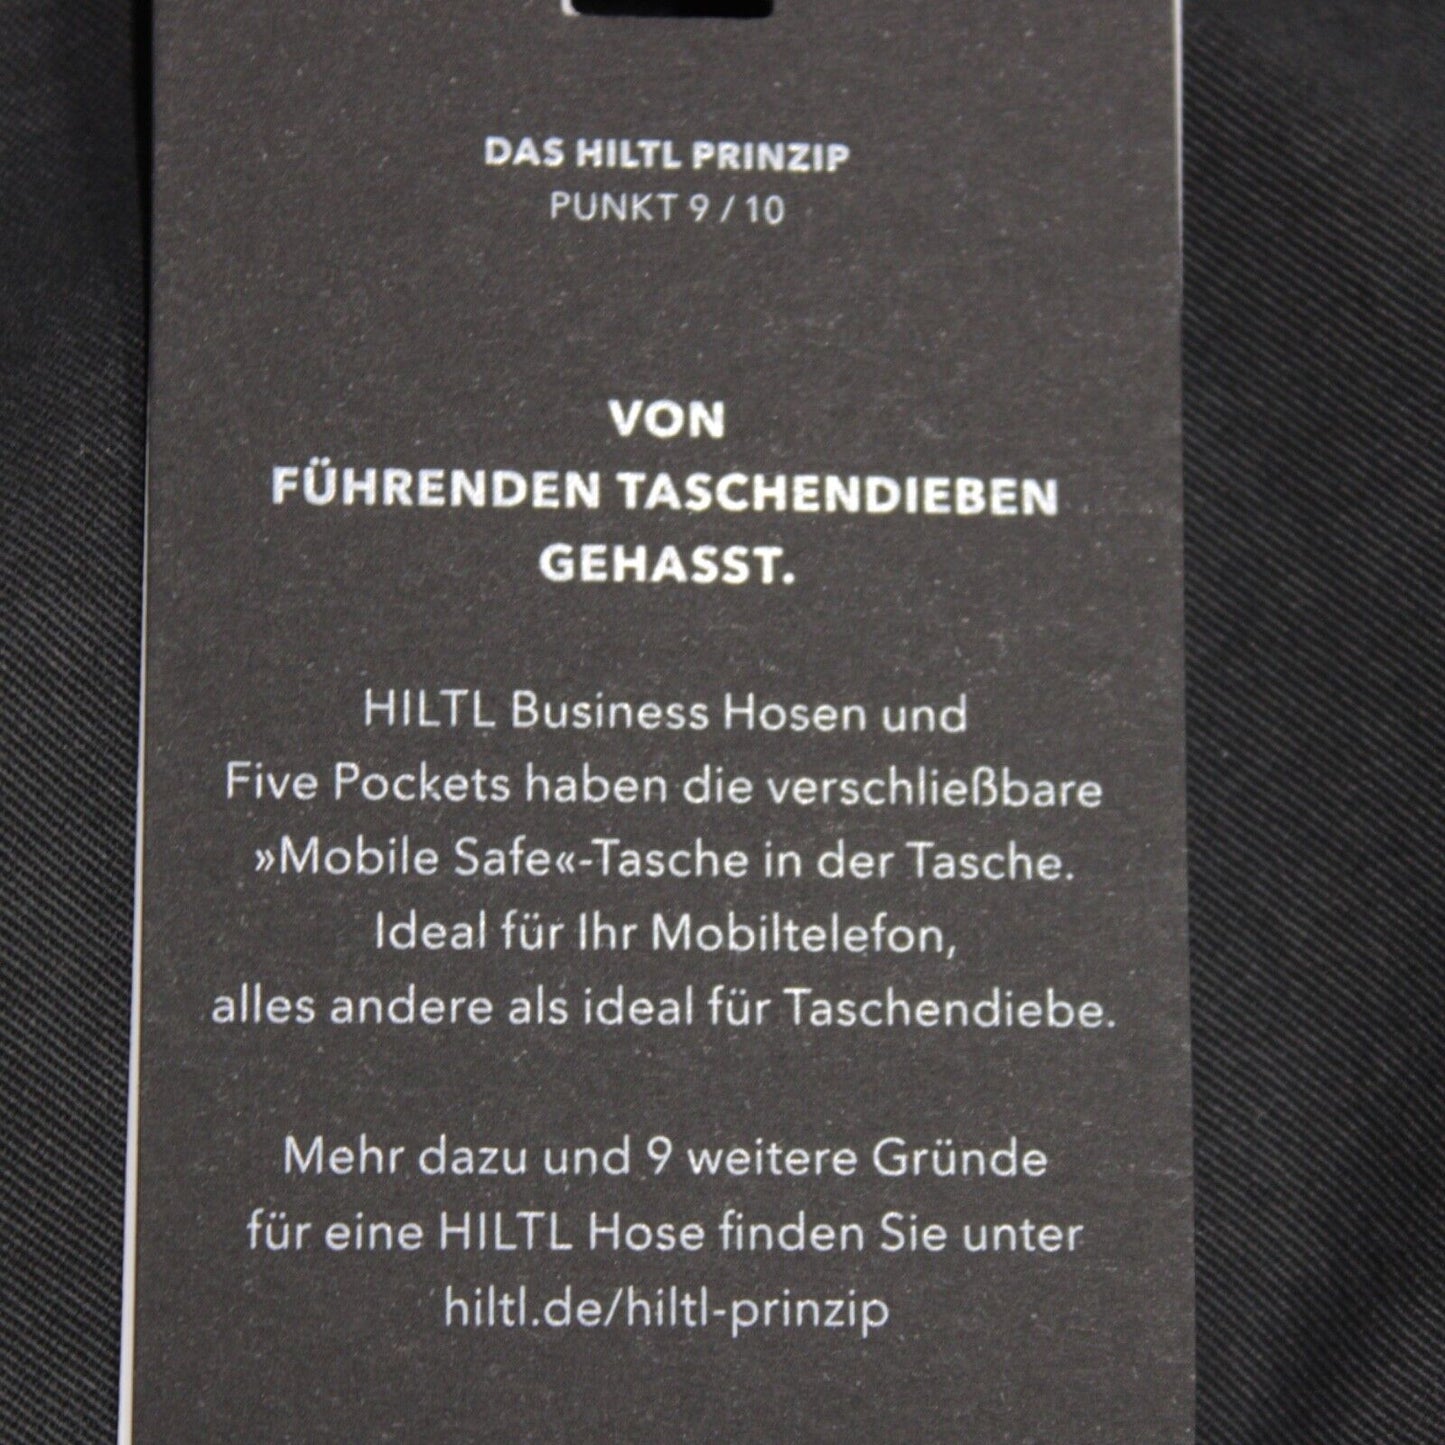 DAS HILTL PRINZIP
PUNKT 9 / 10
VON
FÜHRENDEN TASCHENDIEBEN
GEHASST.
HILTL Business Hosen und
Five Pockets haben die verschließbare
»Mobile Safe«-Tasche in der Tasche.
Ideal für Ihr Mobiltelefon,
alles andere als ideal für Taschendiebe.
Mehr dazu und 9 weitere Gründe
für eine HILTL Hose finden Sie unter
hiltl.de/hiltl-prinzip